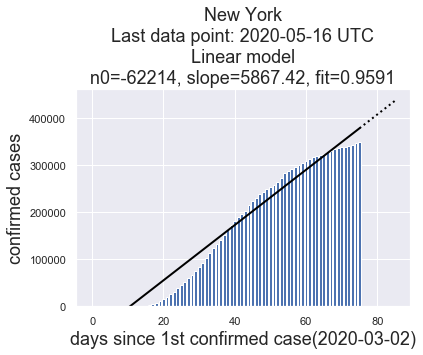 New York
Last data point: 2020-05-16 UTC
Linear model
n0=-62214, slope=5867.42, fit=0.9591
confirmed cases
400000
300000
200000
100000
0
0 20 40 60 80
days since 1st confirmed case(2020-03-02)